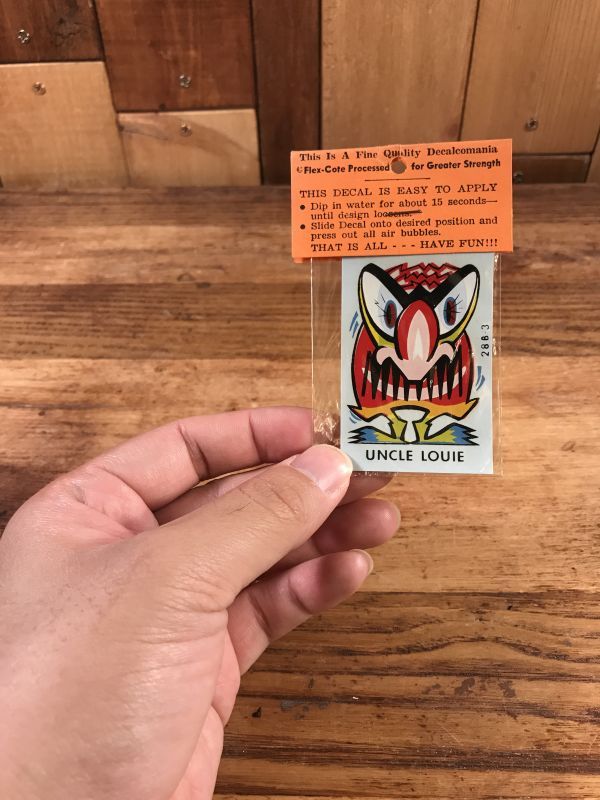 This Is A Fine Quality Decalcomania
Flex-Cote Processed for Greater Strength
THIS DECAL IS EASY TO APPLY
• Dip in water for about 15 seconds—
until design loosens.
• Slide Decal onto desired position and
press out all air bubbles.
THAT IS ALL - - - HAVE FUN!!!
28B-3
UNCLE LOUIE